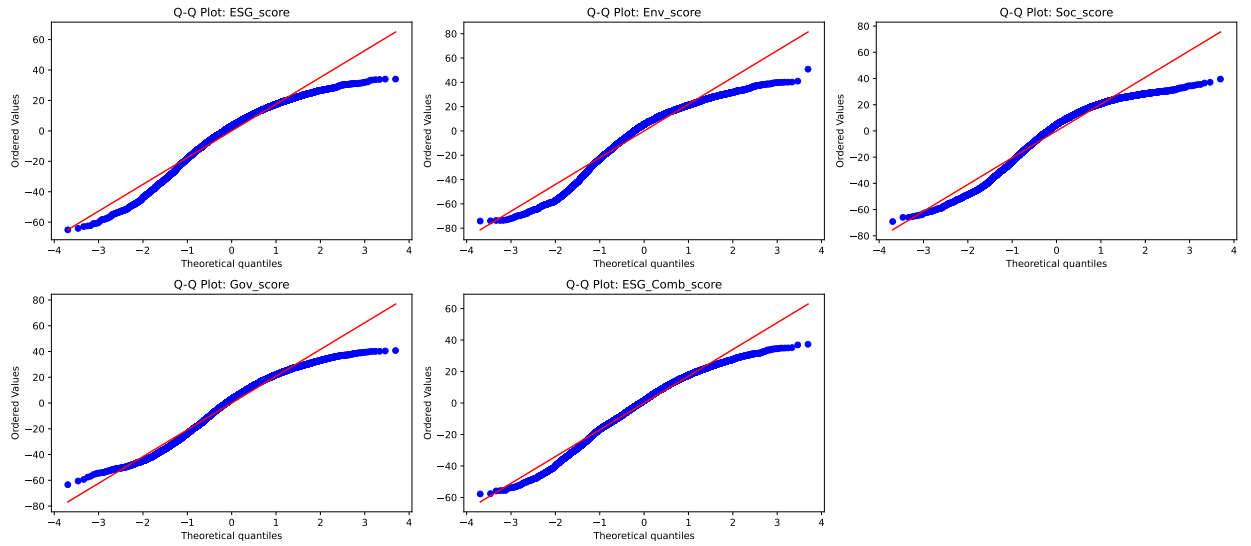 Q-Q Plot: ESG_score
60
40
20
0
−20
−40
−60
−4 −3 −2 −1 0 1 2 3 4
Ordered Values
Theoretical quantiles
Q-Q Plot: Env_score
80
60
40
20
0
−20
−40
−60
−80
−4 −3 −2 −1 0 1 2 3 4
Ordered Values
Theoretical quantiles
Q-Q Plot: Soc_score
80
60
40
20
0
−20
−40
−60
−80
−4 −3 −2 −1 0 1 2 3 4
Ordered Values
Theoretical quantiles
Q-Q Plot: Gov_score
80
60
40
20
0
−20
−40
−60
−80
−4 −3 −2 −1 0 1 2 3 4
Ordered Values
Theoretical quantiles
Q-Q Plot: ESG_Comb_score
60
40
20
0
−20
−40
−60
−4 −3 −2 −1 0 1 2 3 4
Ordered Values
Theoretical quantiles